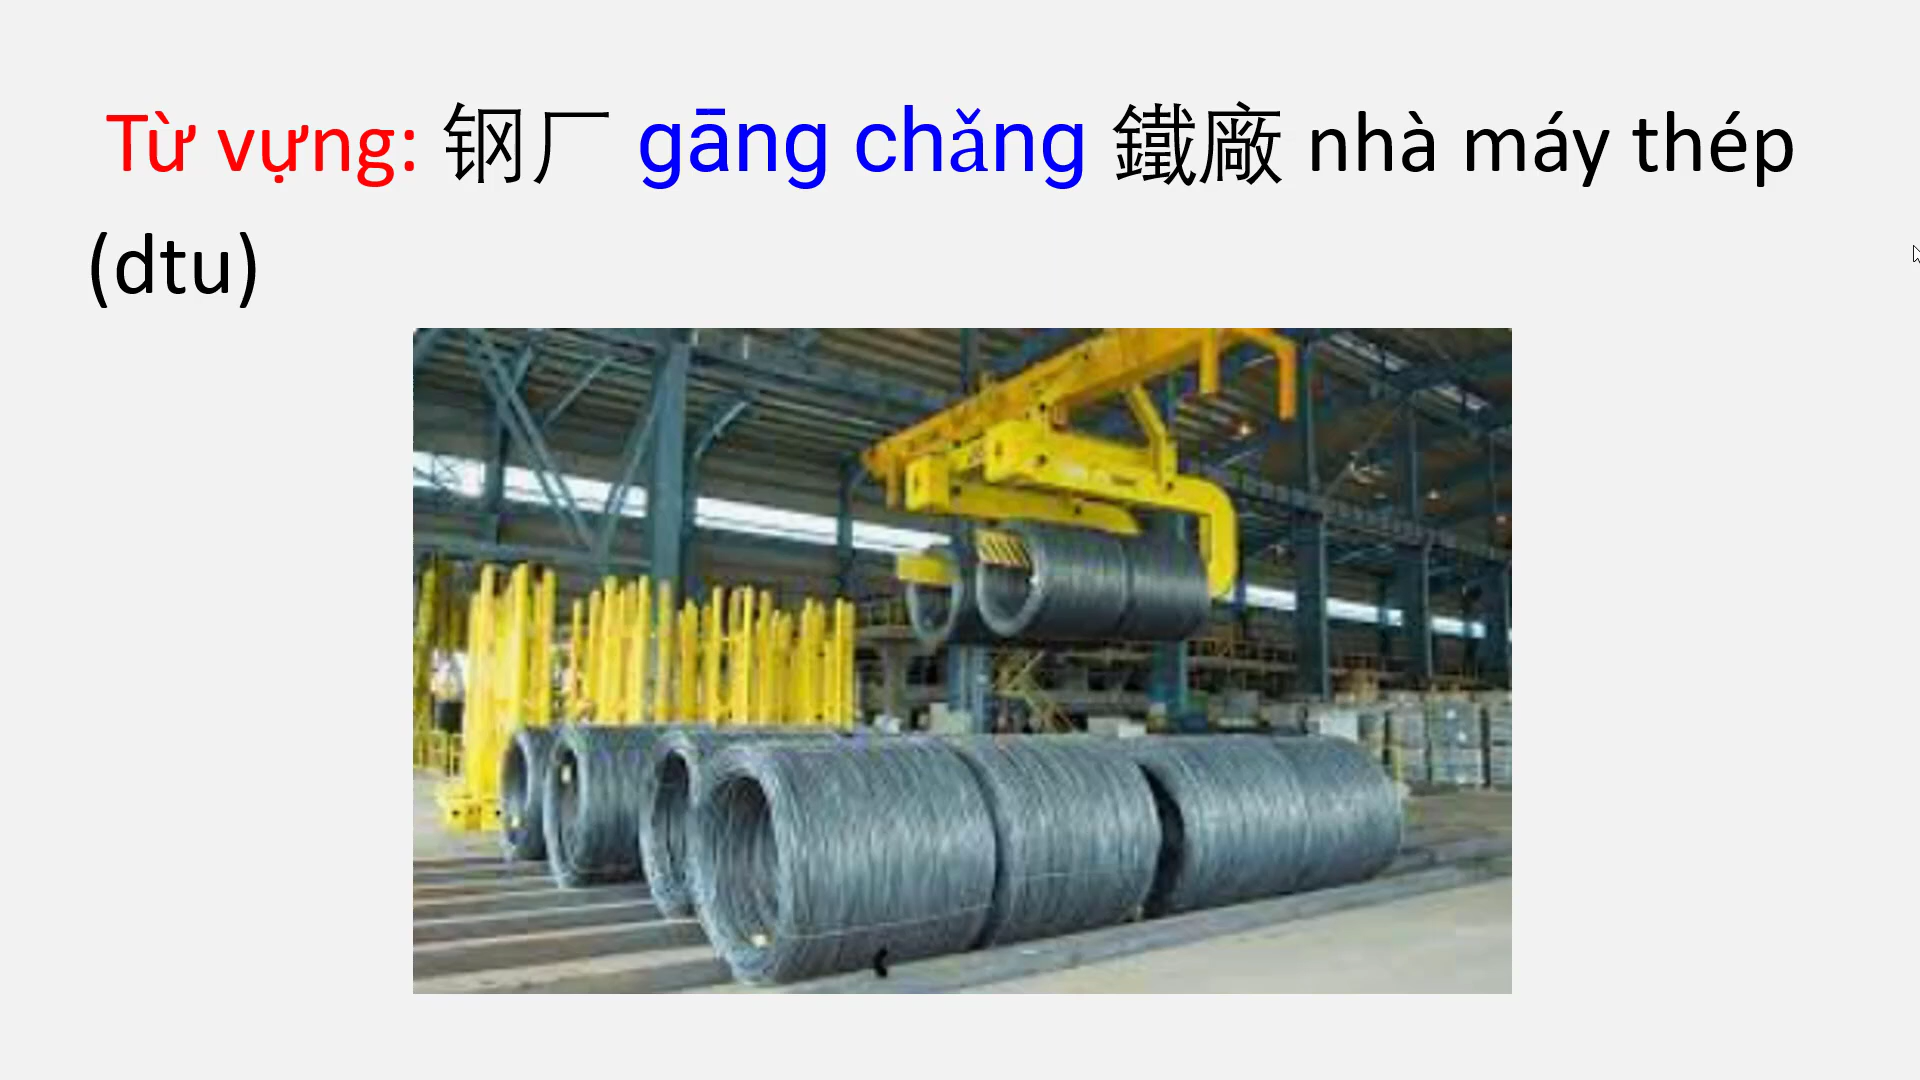 Từ vựng: 钢厂 gāng chǎng 鐵廠 nhà máy thép
(dtu)